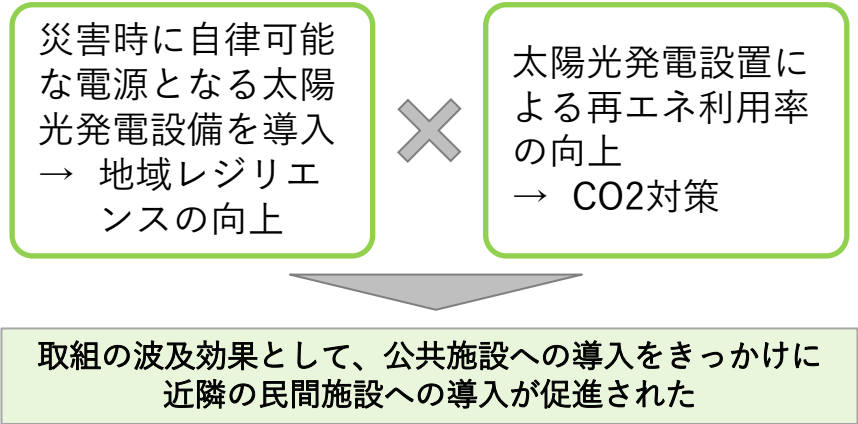 災害時に自律可能
な電源となる太陽
光発電設備を導入
→ 地域レジリエ
ンスの向上
太陽光発電設置に
よる再エネ利用率
の向上
→ CO2対策
取組の波及効果として、公共施設への導入をきっかけに
近隣の民間施設への導入が促進された